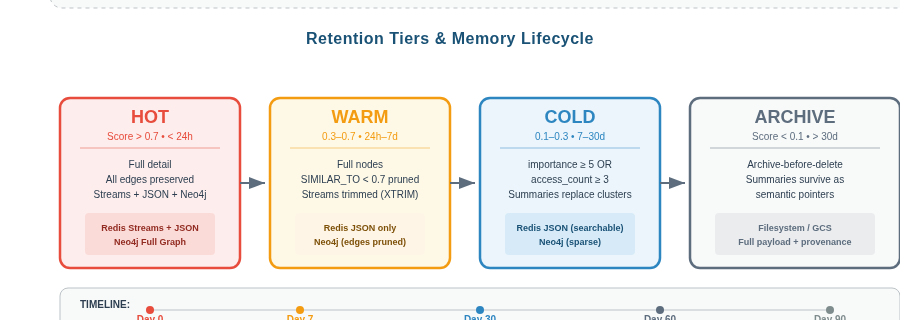 Retention Tiers & Memory Lifecycle
HOT
Score > 0.7 • < 24h
Full detail
All edges preserved
Streams + JSON + Neo4j
Redis Streams + JSON
Neo4j Full Graph
WARM
0.3–0.7 • 24h–7d
Full nodes
SIMILAR_TO < 0.7 pruned
Streams trimmed (XTRIM)
Redis JSON only
Neo4j (edges pruned)
COLD
0.1–0.3 • 7–30d
importance ≥ 5 OR
access_count ≥ 3
Summaries replace clusters
Redis JSON (searchable)
Neo4j (sparse)
ARCHIVE
Score < 0.1 • > 30d
Archive-before-delete
Summaries survive as
semantic pointers
Filesystem / GCS
Full payload + provenance
TIMELINE:
Day 0
Day 7
Day 30
Day 60
Day 90